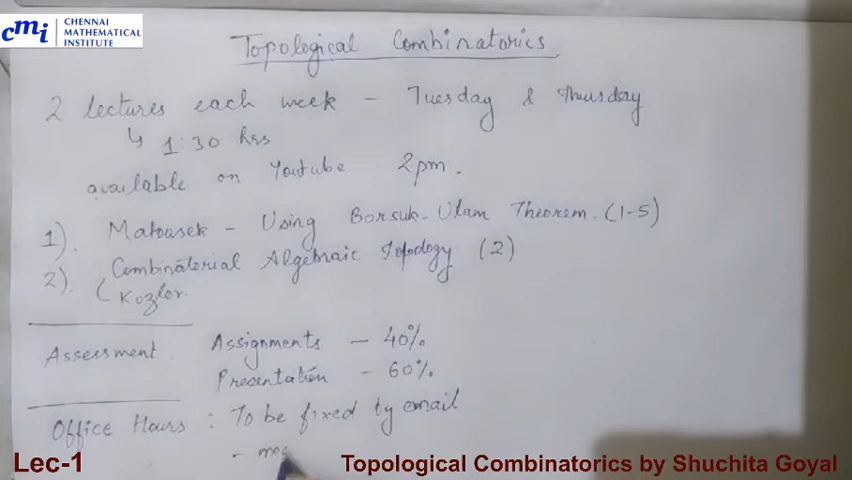 cmi CHENNAI
MATHEMATICAL
INSTITUTE
Topological Combinatorics
2 lectures each week - Tuesday & Thursday
↳ 1:30 hrs
available on Youtube 2pm.
1). Matousek - Using Borsuk-Ulam Theorem. (1-5)
2). Combinatorial Algebraic Topology (2)
(Kozlov.
Assessment. Assignments - 40%
Presentation - 60%
Office Hours : To be fixed by email
- moo
Lec-1 Topological Combinatorics by Shuchita Goyal